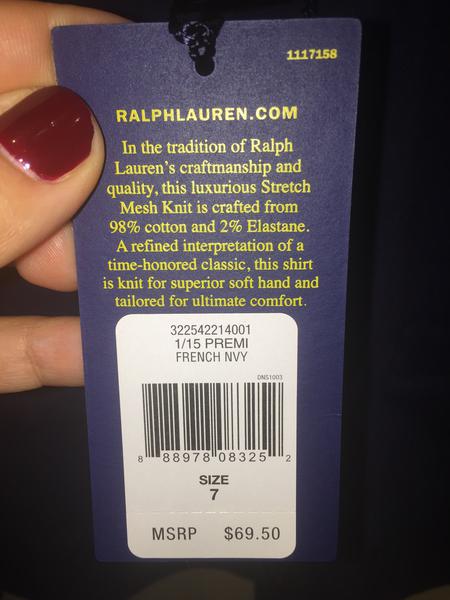 1117158
RALPHLAUREN.COM
In the tradition of Ralph
Lauren's craftmanship and
quality, this luxurious Stretch
Mesh Knit is crafted from
98% cotton and 2% Elastane.
A refined interpretation of a
time-honored classic, this shirt
is knit for superior soft hand and
tailored for ultimate comfort.
322542214001
1/15 PREMI
FRENCH NVY
DNS1003
8 88978 08325 2
SIZE
7
MSRP $69.50